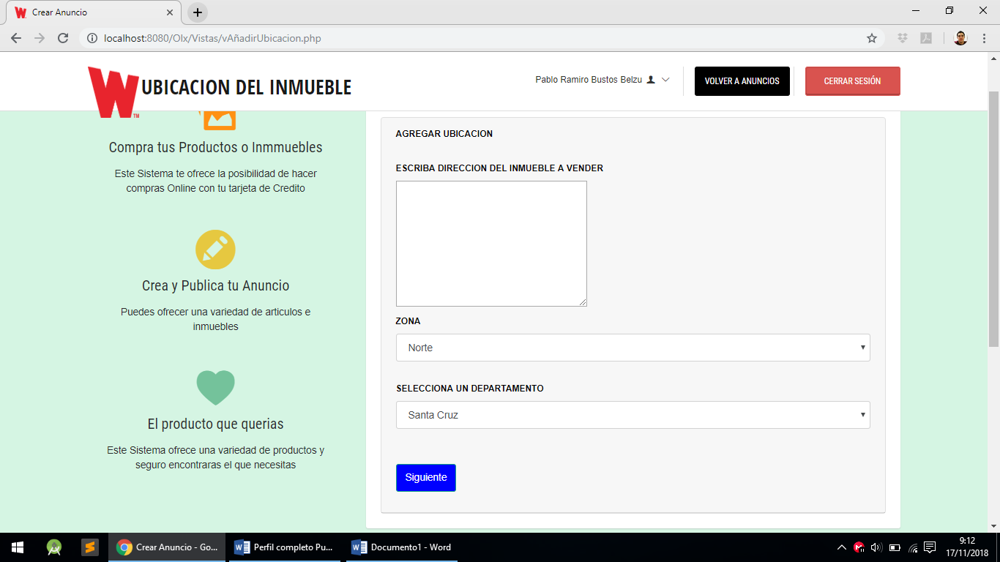 Crear Anuncio
localhost:8080/Olx/Vistas/vAñadirUbicacion.php
W
TM
UBICACION DEL INMUEBLE
Pablo Ramiro Bustos Belzu
VOLVER A ANUNCIOS
CERRAR SESIÓN
Compra tus Productos o Inmmuebles
Este Sistema te ofrece la posibilidad de hacer
compras Online con tu tarjeta de Credito
Crea y Publica tu Anuncio
Puedes ofrecer una variedad de articulos e
inmuebles
El producto que querias
Este Sistema ofrece una variedad de productos y
seguro encontraras el que necesitas
AGREGAR UBICACION
ESCRIBA DIRECCION DEL INMUEBLE A VENDER
ZONA
Norte
SELECCIONA UN DEPARTAMENTO
Santa Cruz
Siguiente
Crear Anuncio - Go...
Perfil completo Pu...
Documento1 - Word
9:12
17/11/2018